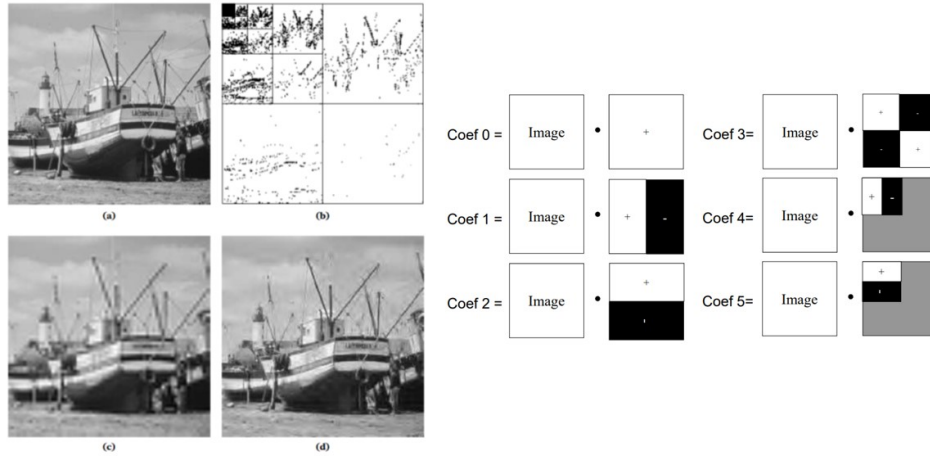 (a)
(b)
(c)
(d)
Coef 0 =
Image
•
+
Coef 1 =
Image
•
+
-
Coef 2 =
Image
•
+
Coef 3=
Image
•
+
-
-
+
Coef 4=
Image
•
+
-
Coef 5=
Image
•
+